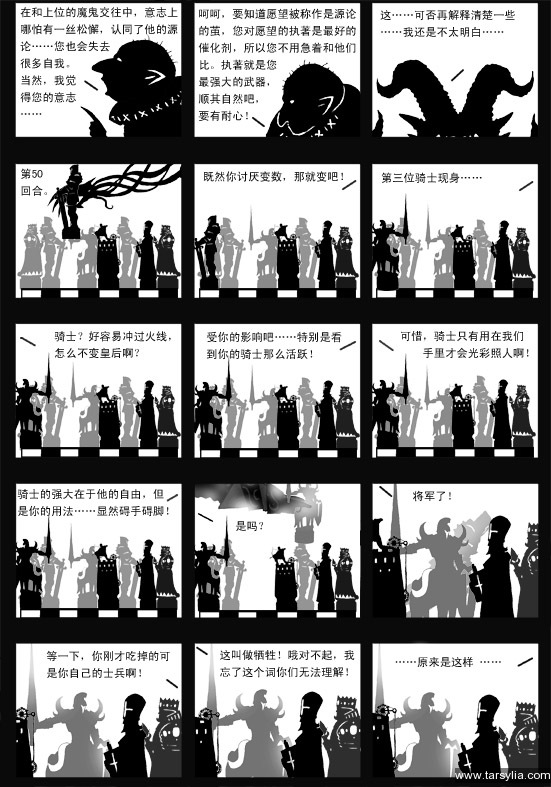 在和上位的魔鬼交往中，意志上
哪怕有一丝松懈，认同了他的源
论……您也会失去
很多自我。
当然，我觉
得您的意志
……
呵呵，要知道愿望被称作是源论
的茧，您对愿望的执著是最好的
催化剂，所以您不用急着和他们
比。执著就是您
最强大的武器，
顺其自然吧，
要有耐心！
这……可否再解释清楚一些
……我还是不太明白……
第50
回合。
既然你讨厌变数，那就变吧！
第三位骑士现身……
骑士？好容易冲过火线，
怎么不变皇后啊？
受你的影响吧……特别是看
到你的骑士那么活跃！
可惜，骑士只有用在我们
手里才会光彩照人啊！
骑士的强大在于他的自由，但
是你的用法……显然碍手碍脚！
是吗？
将军了！
等一下，你刚才吃掉的可
是你自己的士兵啊！
这叫做牺牲！哦对不起，我
忘了这个词你们无法理解！
……原来是这样 ……
www.tarsylia.com